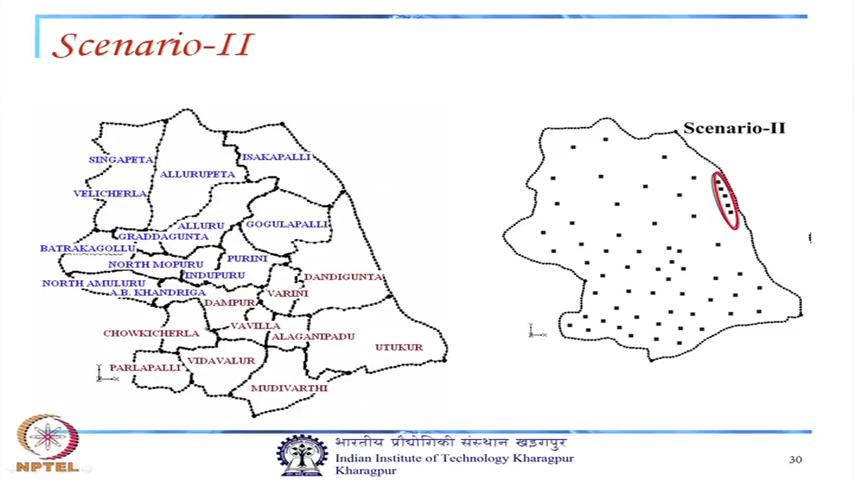 Scenario-II
SINGAPETA
ISAKAPALLI
ALLURUPETA
VELICHERLA
ALLURU
GOGULAPALLI
GRADDAGUNTA
BATRAKAGOLLU
PURINI
NORTH MOPURU
INDUPURU
DANDIGUNTA
NORTH AMULURU
A.B. KHANDRIGA
VARINI
DAMPUR
VAVILLA
CHOWKICHERLA
ALAGANIPADU
UTUKUR
VIDAVALUR
PARLAPALLI
MUDIVARTHI
Scenario-II
NPTEL
भारतीय प्रौद्योगिकी संस्थान खड़गपुर
Indian Institute of Technology Kharagpur
Kharagpur
30